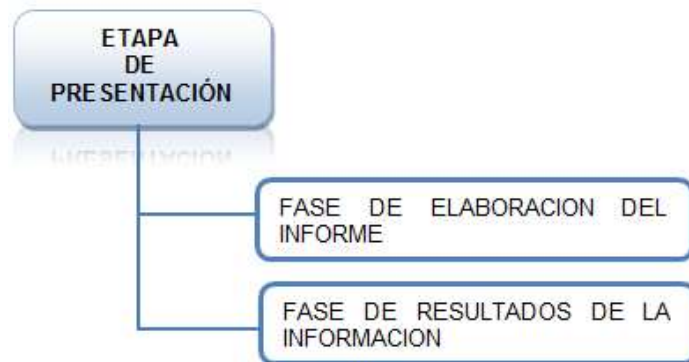 ETAPA
DE
PRESENTACIÓN
FASE DE ELABORACION DEL
INFORME
FASE DE RESULTADOS DE LA
INFORMACION